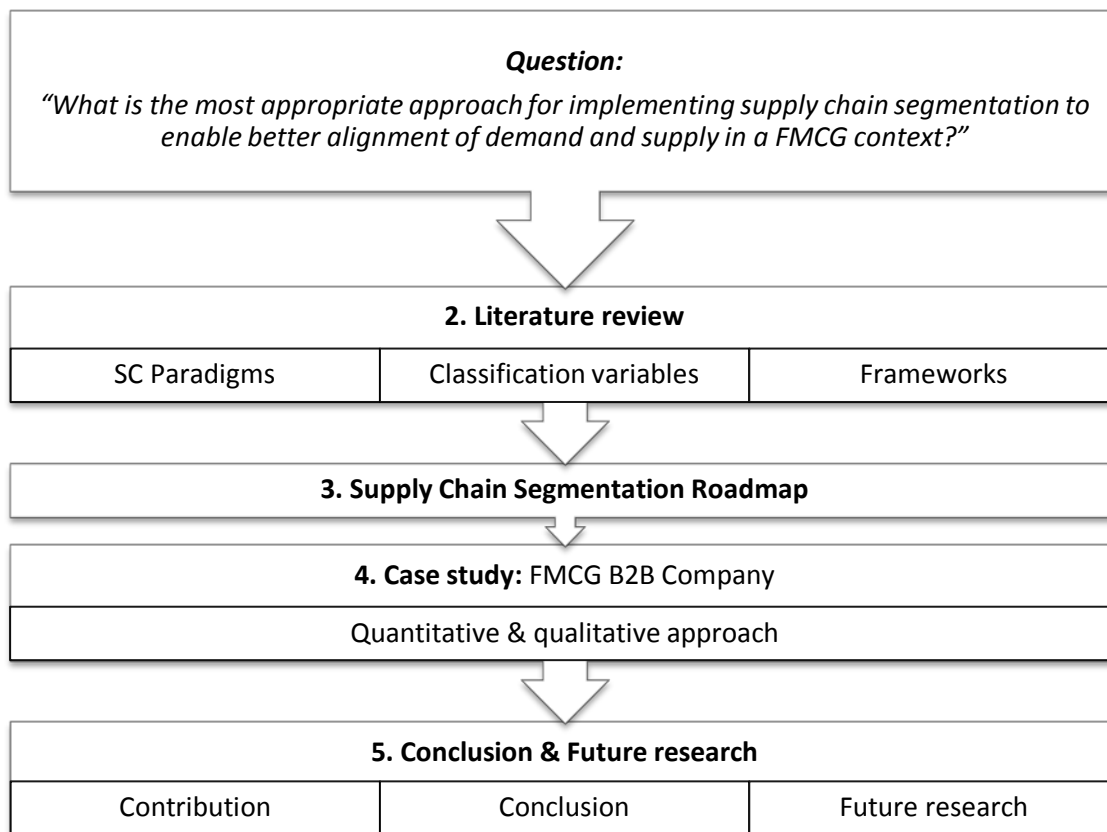 Question:
“What is the most appropriate approach for implementing supply chain segmentation to
enable better alignment of demand and supply in a FMCG context?”
2. Literature review
SC Paradigms
Classification variables
Frameworks
3. Supply Chain Segmentation Roadmap
4. Case study: FMCG B2B Company
Quantitative & qualitative approach
5. Conclusion & Future research
Contribution
Conclusion
Future research